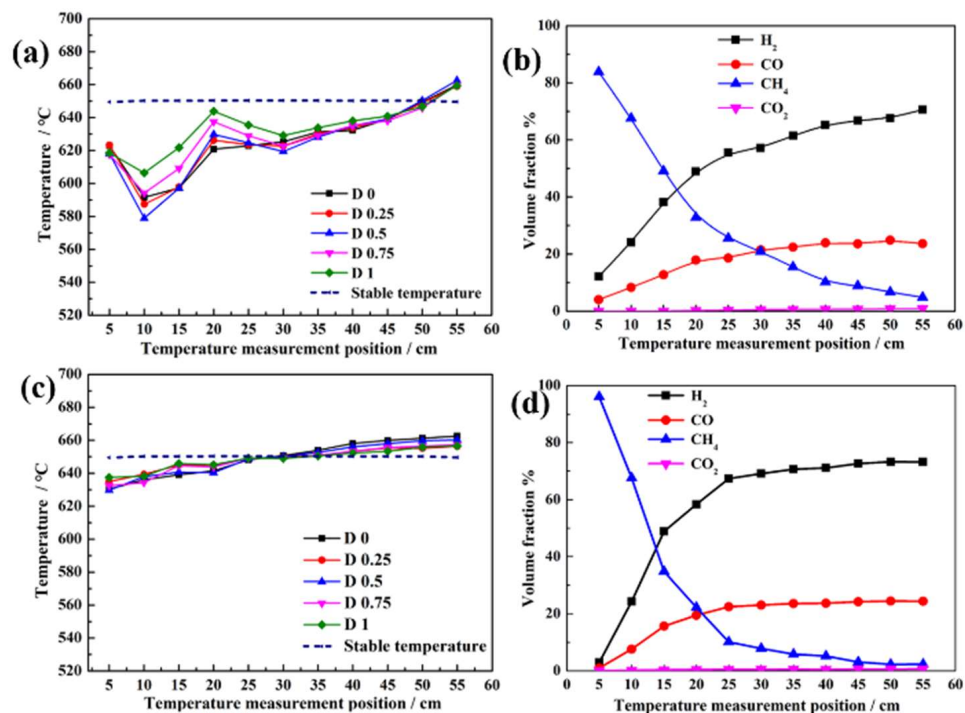 (a)
700
680
660
640
620
600
580
560
540
520
Temperature / °C
D 0
D 0.25
D 0.5
D 0.75
D 1
Stable temperature
5 10 15 20 25 30 35 40 45 50 55 60
Temperature measurement position / cm
(b)
100
80
60
40
20
0
Volume fraction %
H₂
CO
CH₄
CO₂
0 5 10 15 20 25 30 35 40 45 50 55 60
Temperature measurement position / cm
(c)
700
680
660
640
620
600
580
560
540
520
Temperature / °C
D 0
D 0.25
D 0.5
D 0.75
D 1
Stable temperature
5 10 15 20 25 30 35 40 45 50 55 60
Temperature measurement position / cm
(d)
100
80
60
40
20
0
Volume fraction %
H₂
CO
CH₄
CO₂
0 5 10 15 20 25 30 35 40 45 50 55 60
Temperature measurement position / cm